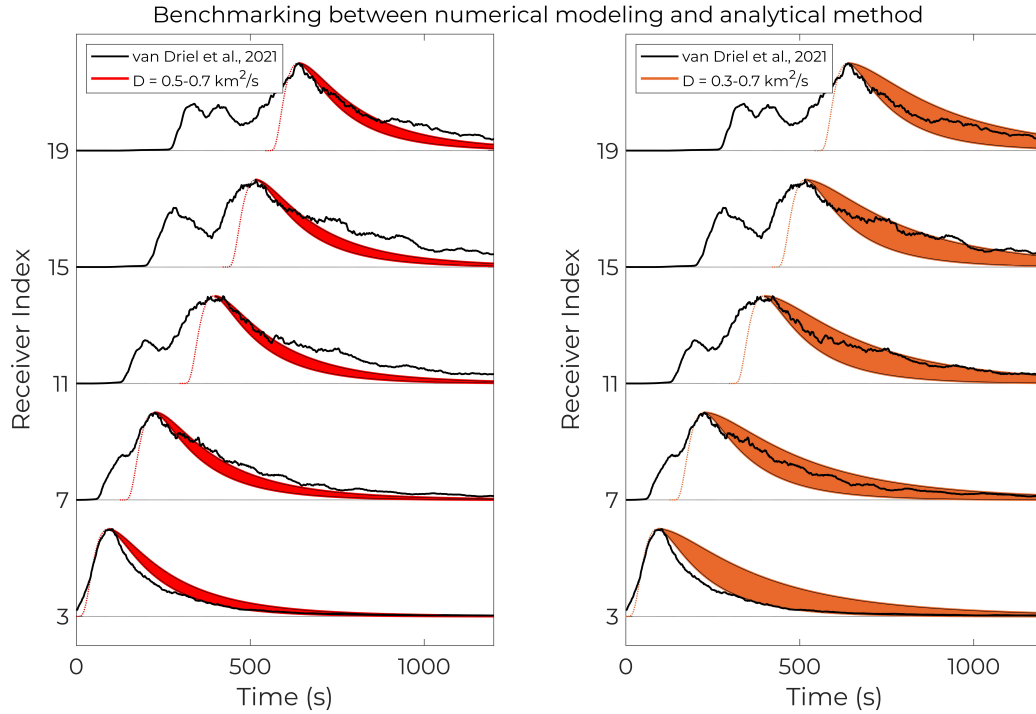 Benchmarking between numerical modeling and analytical method
van Driel et al., 2021
D = 0.5-0.7 km²/s
19
15
11
7
3
Receiver Index
0
500
1000
Time (s)
van Driel et al., 2021
D = 0.3-0.7 km²/s
19
15
11
7
3
Receiver Index
0
500
1000
Time (s)